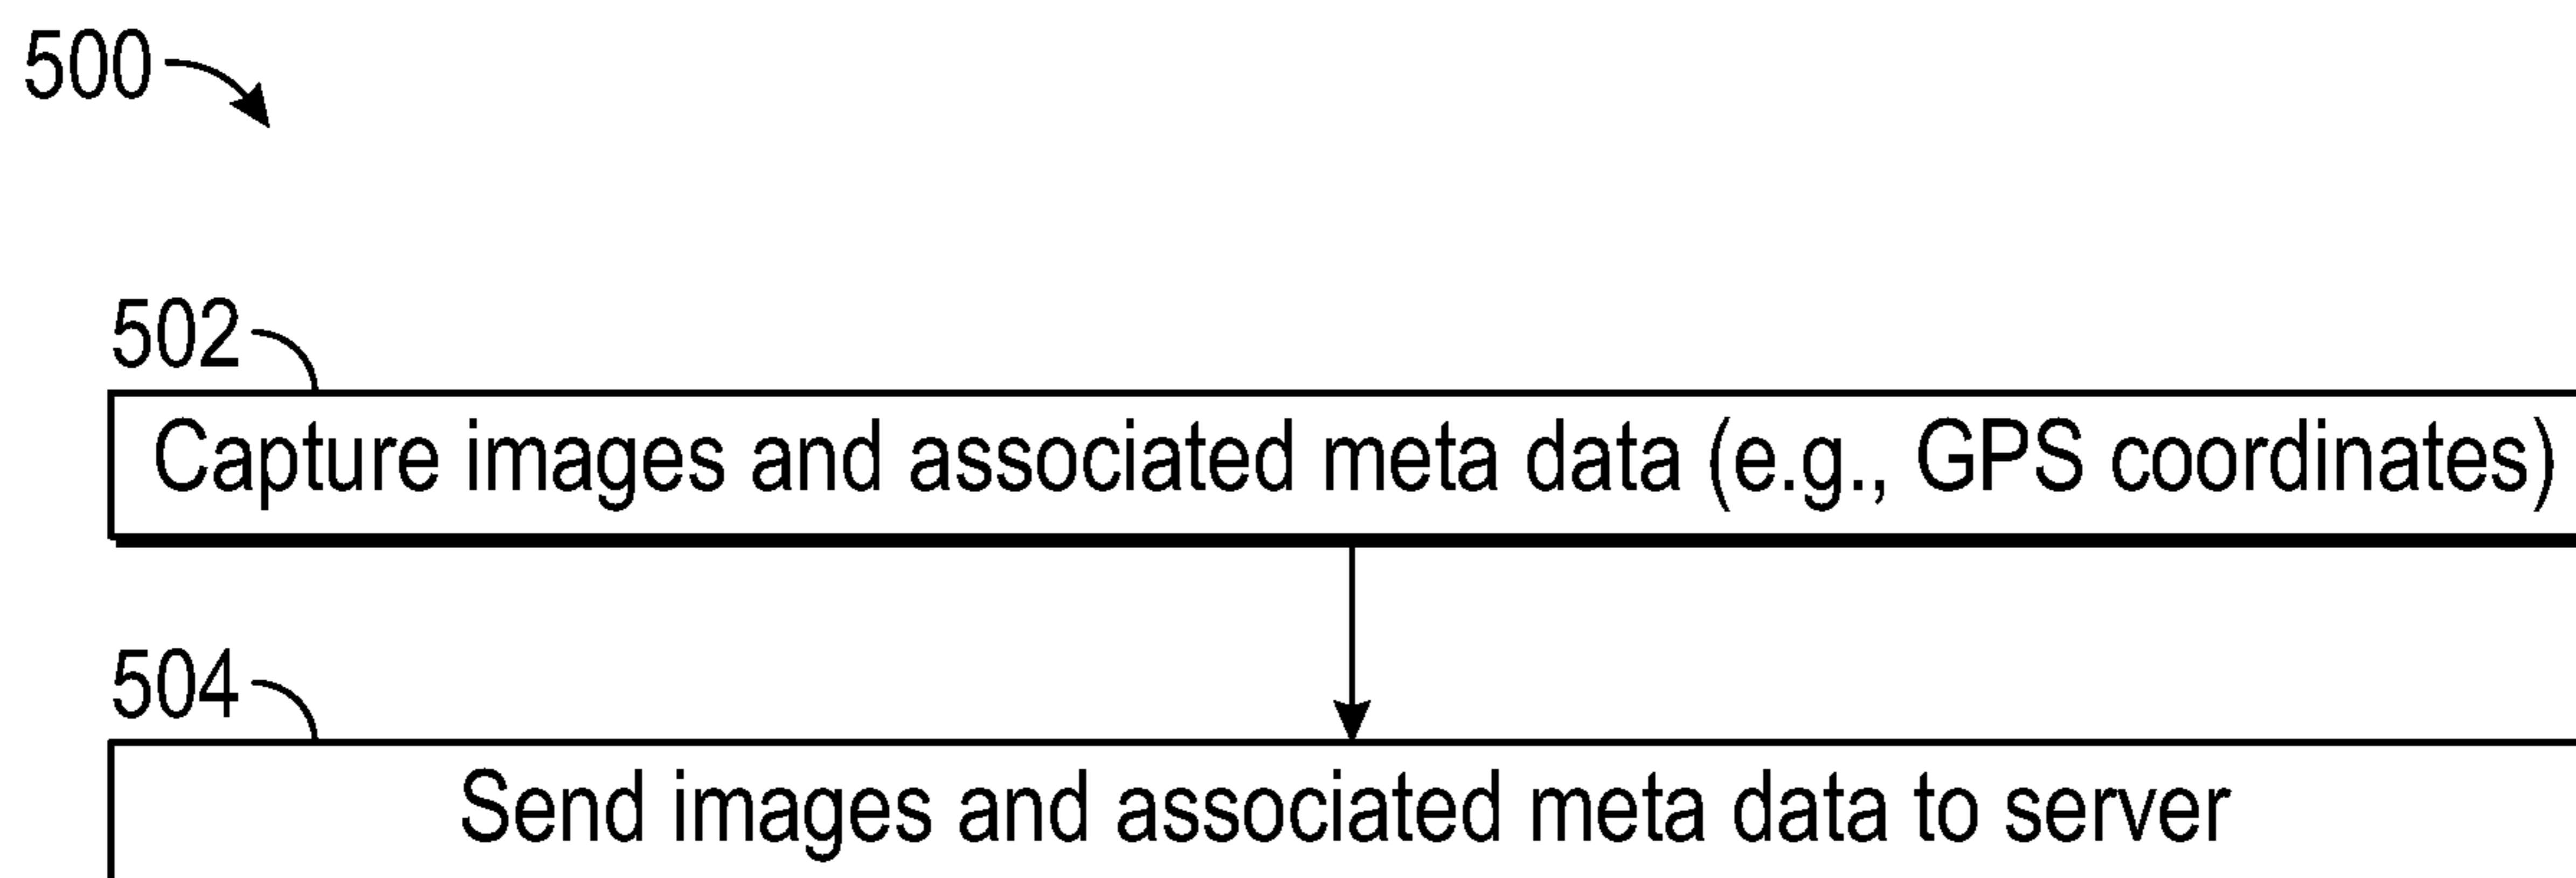 500
502
Capture images and associated meta data (e.g., GPS coordinates)
504
Send images and associated meta data to server